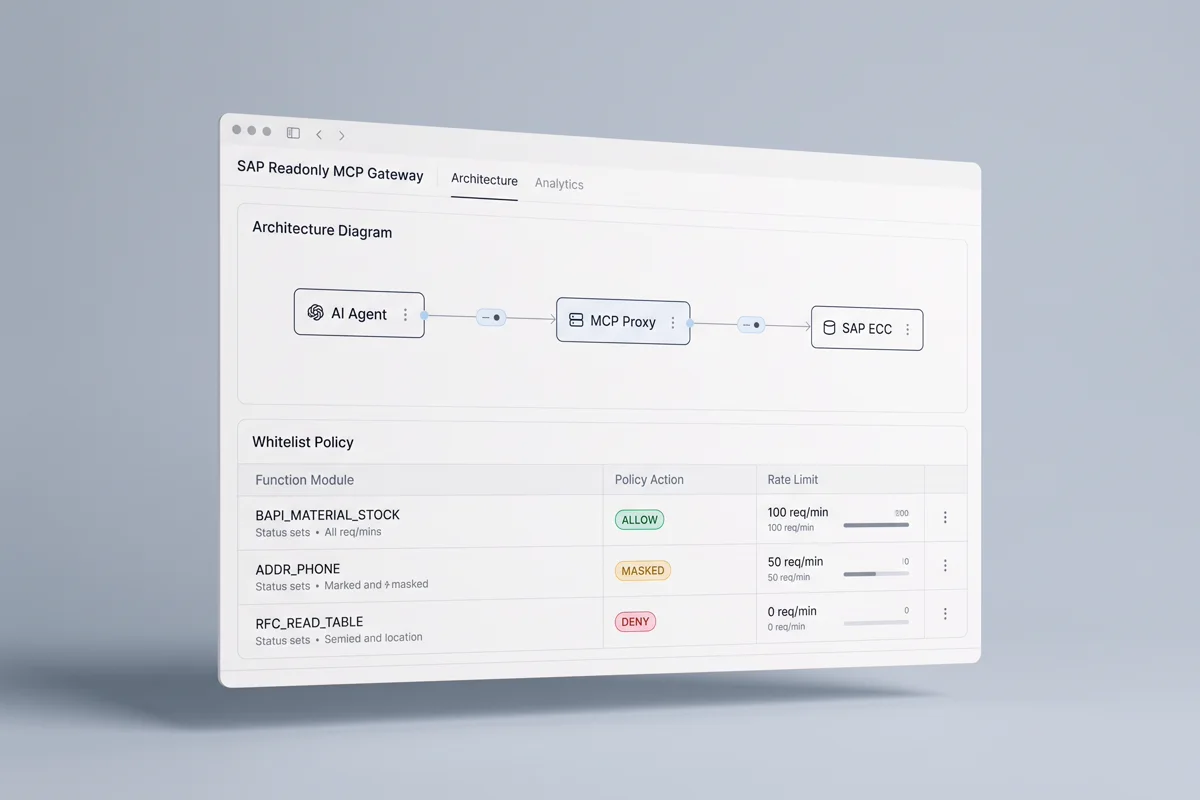 SAP Readonly MCP Gateway
Architecture
Analytics
Architecture Diagram
AI Agent
MCP Proxy
SAP ECC
Whitelist Policy
Function Module
Policy Action
Rate Limit
BAPI_MATERIAL_STOCK
Status sets • All req/mins
ALLOW
100 req/min
100 req/min
ADDR_PHONE
Status sets • Marked and masked
MASKED
50 req/min
50 req/min
RFC_READ_TABLE
Status sets • Semied and location
DENY
0 req/min
0
0 req/min